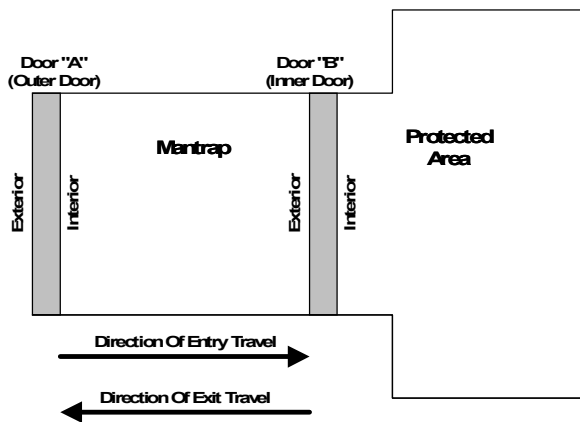 Door "A"
(Outer Door)
Door "B"
(Inner Door)
Mantrap
Protected
Area
Exterior
Interior
Exterior
Interior
Direction Of Entry Travel
Direction Of Exit Travel